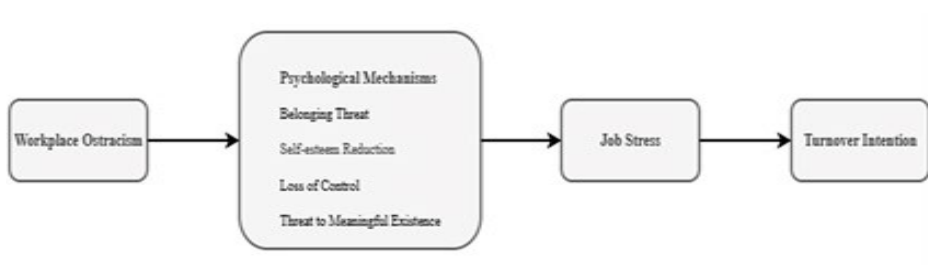 Workplace Ostracism
Psychological Mechanisms
Belonging Threat
Self-esteem Reduction
Loss of Control
Threat to Meaningful Existence
Job Stress
Turnover Intention